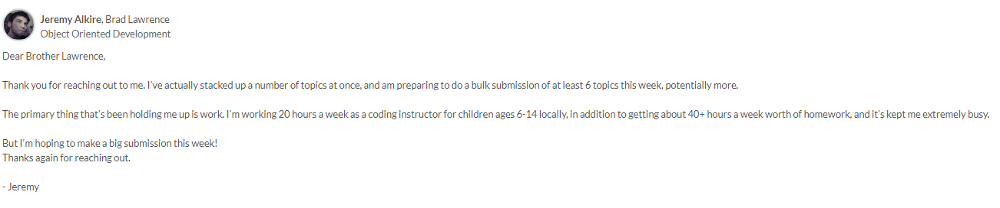 Jeremy Alkire, Brad Lawrence
Object Oriented Development
Dear Brother Lawrence,
Thank you for reaching out to me. I've actually stacked up a number of topics at once, and am preparing to do a bulk submission of at least 6 topics this week, potentially more.
The primary thing that's been holding me up is work. I'm working 20 hours a week as a coding instructor for children ages 6-14 locally, in addition to getting about 40+ hours a week worth of homework, and it's kept me extremely busy.
But I'm hoping to make a big submission this week!
Thanks again for reaching out.
- Jeremy